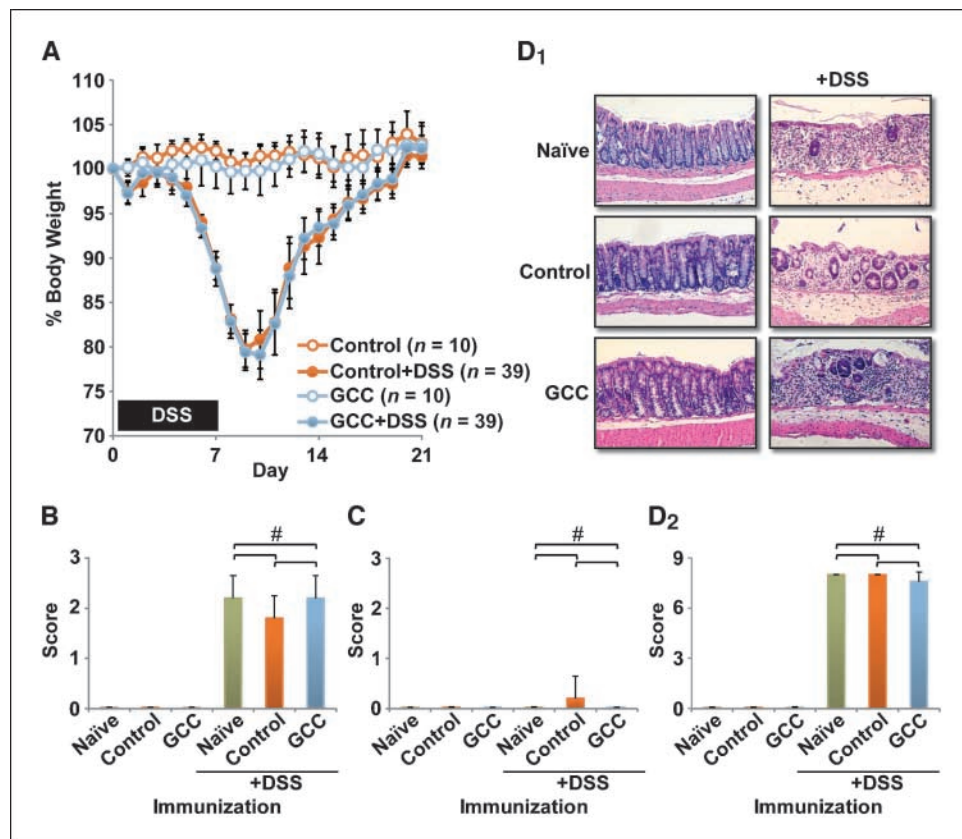 A
% Body Weight
110
105
100
95
90
85
80
75
70
Control (n = 10)
Control+DSS (n = 39)
GCC (n = 10)
GCC+DSS (n = 39)
DSS
0 7 14 21
Day
D1
+DSS
Naïve
Control
GCC
B
#
Score
3
2
1
0
Naïve Control GCC Naïve Control GCC
+DSS
Immunization
C
#
Score
3
2
1
0
Naïve Control GCC Naïve Control GCC
+DSS
Immunization
D2
#
Score
9
6
3
0
Naïve Control GCC Naïve Control GCC
+DSS
Immunization